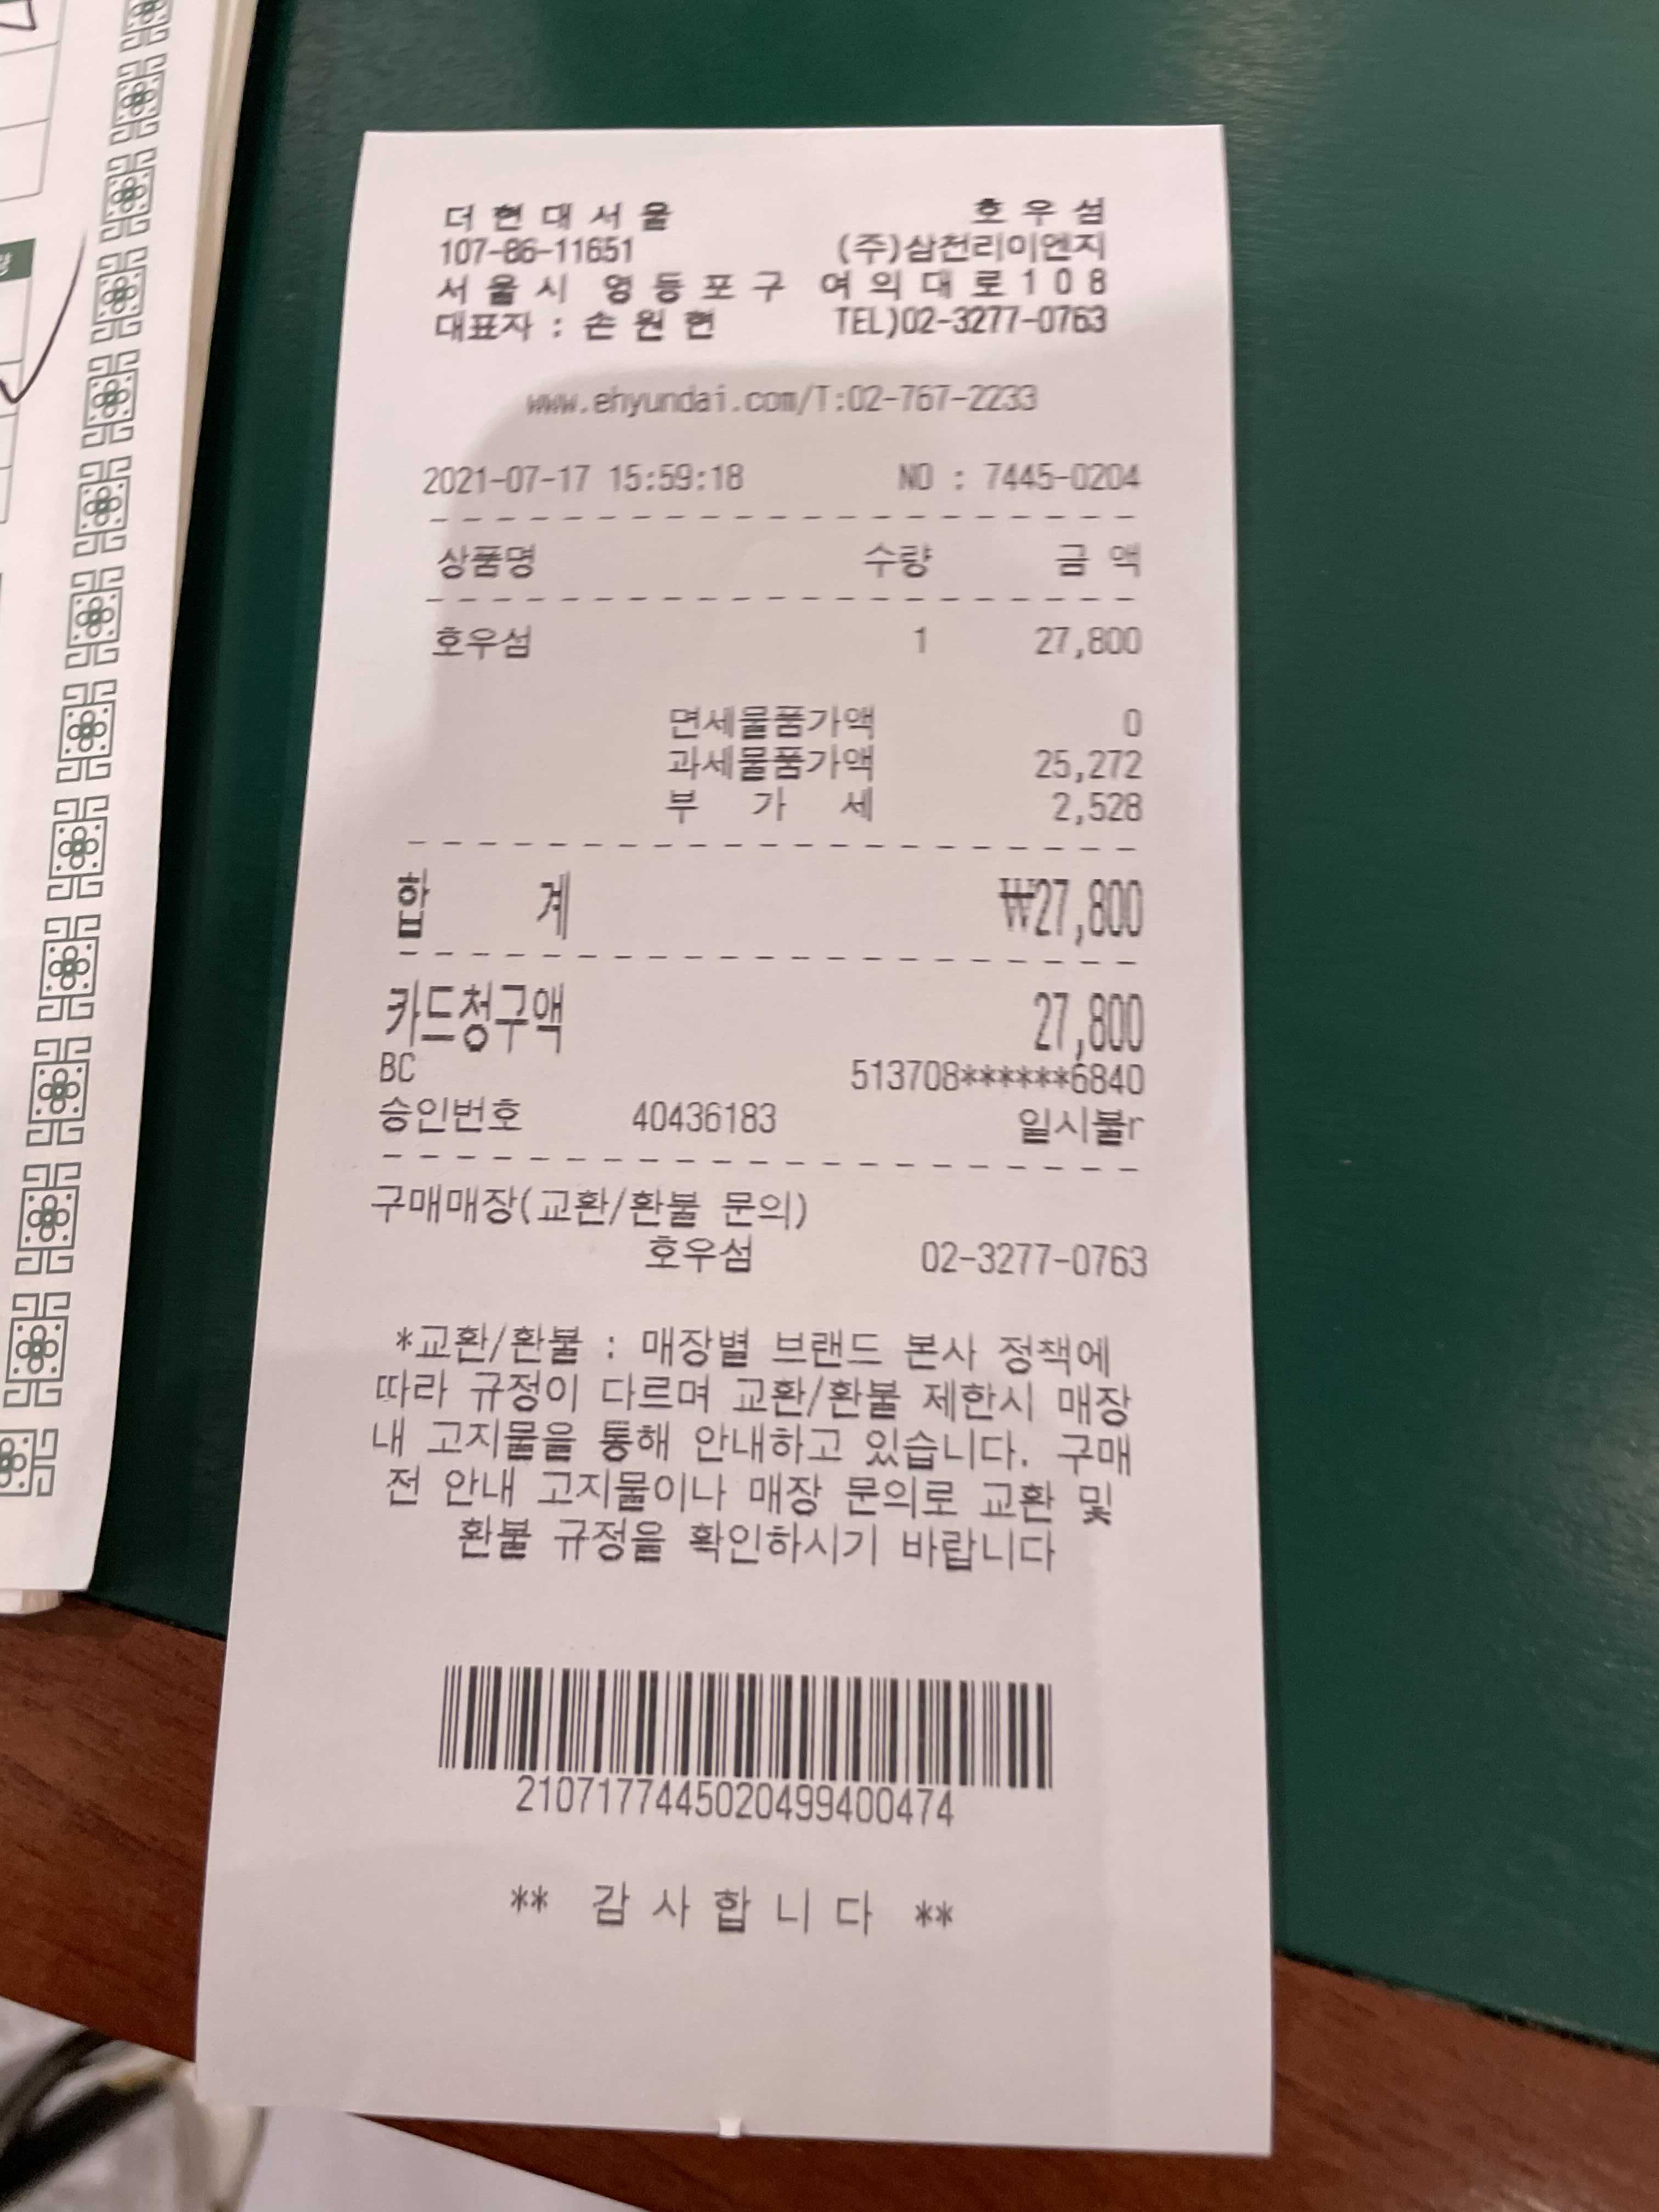 더 현 대 서 울 호 우 섬
107-86-11651 (주)삼천리이엔지
서 울 시 영 등 포 구 여 의 대 로 1 0 8
대표자 : 손 원 현 TEL)02-3277-0763
www.ehyundai.com/T:02-767-2233
2021-07-17 15:59:18 NO : 7445-0204
상품명 수량 금 액
호우섬 1 27,800
면세물품가액 0
과세물품가액 25,272
부 가 세 2,528
합 계 ₩27,800
카드청구액 27,800
BC 513708******6840
승인번호 40436183 일시불r
구매매장(교환/환불 문의)
호우섬 02-3277-0763
*교환/환불 : 매장별 브랜드 본사 정책에
따라 규정이 다르며 교환/환불 제한시 매장
내 고지물을 통해 안내하고 있습니다. 구매
전 안내 고지물이나 매장 문의로 교환 및
환불 규정을 확인하시기 바랍니다
2107177445020499400474
** 감 사 합 니 다 **